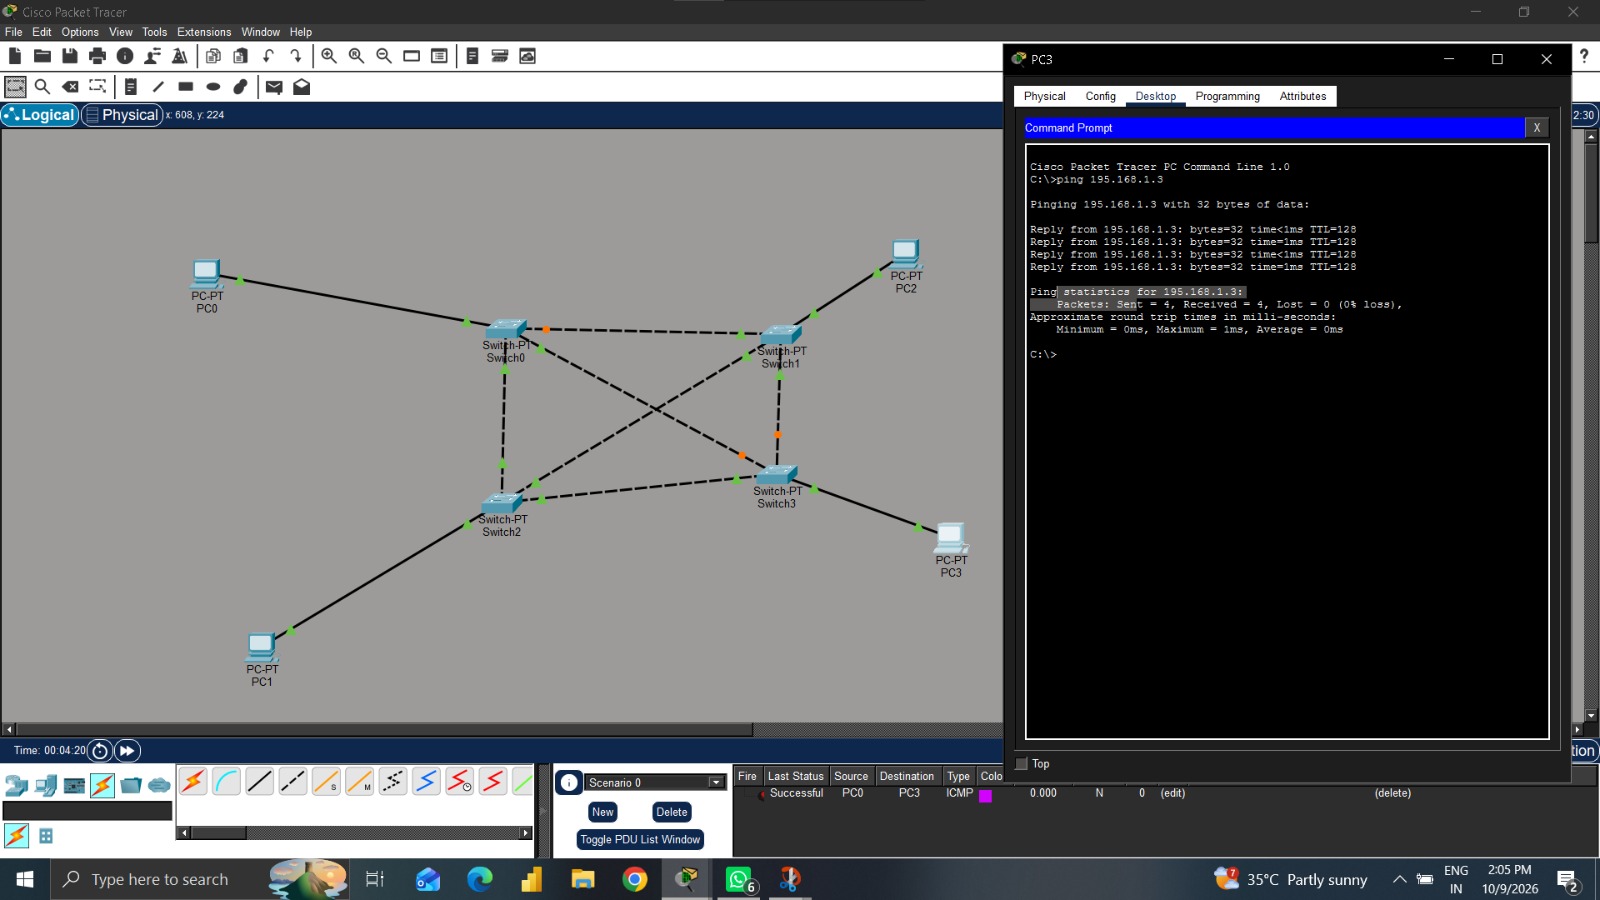 Cisco Packet Tracer
File Edit Options View Tools Extensions Window Help
Logical Physical x: 608, y: 224
PC-PT
PC0
Switch-PT
Switch0
Switch-PT
Switch1
PC-PT
PC2
Switch-PT
Switch2
Switch-PT
Switch3
PC-PT
PC3
PC-PT
PC1
PC3
Physical Config Desktop Programming Attributes
Command Prompt X
Cisco Packet Tracer PC Command Line 1.0
C:\>ping 195.168.1.3
Pinging 195.168.1.3 with 32 bytes of data:
Reply from 195.168.1.3: bytes=32 time<1ms TTL=128
Reply from 195.168.1.3: bytes=32 time=1ms TTL=128
Reply from 195.168.1.3: bytes=32 time<1ms TTL=128
Reply from 195.168.1.3: bytes=32 time=1ms TTL=128
Ping statistics for 195.168.1.3:
Packets: Sent = 4, Received = 4, Lost = 0 (0% loss),
Approximate round trip times in milli-seconds:
Minimum = 0ms, Maximum = 1ms, Average = 0ms
C:\>
Top
?
2:30
Time: 00:04:20
tion
S M
Scenario 0
New Delete
Toggle PDU List Window
Fire Last Status Source Destination Type Colo
Successful PC0 PC3 ICMP 0.000 N 0 (edit) (delete)
Type here to search
6
7
35°C Partly sunny
ENG
IN
2:05 PM
10/9/2026
2